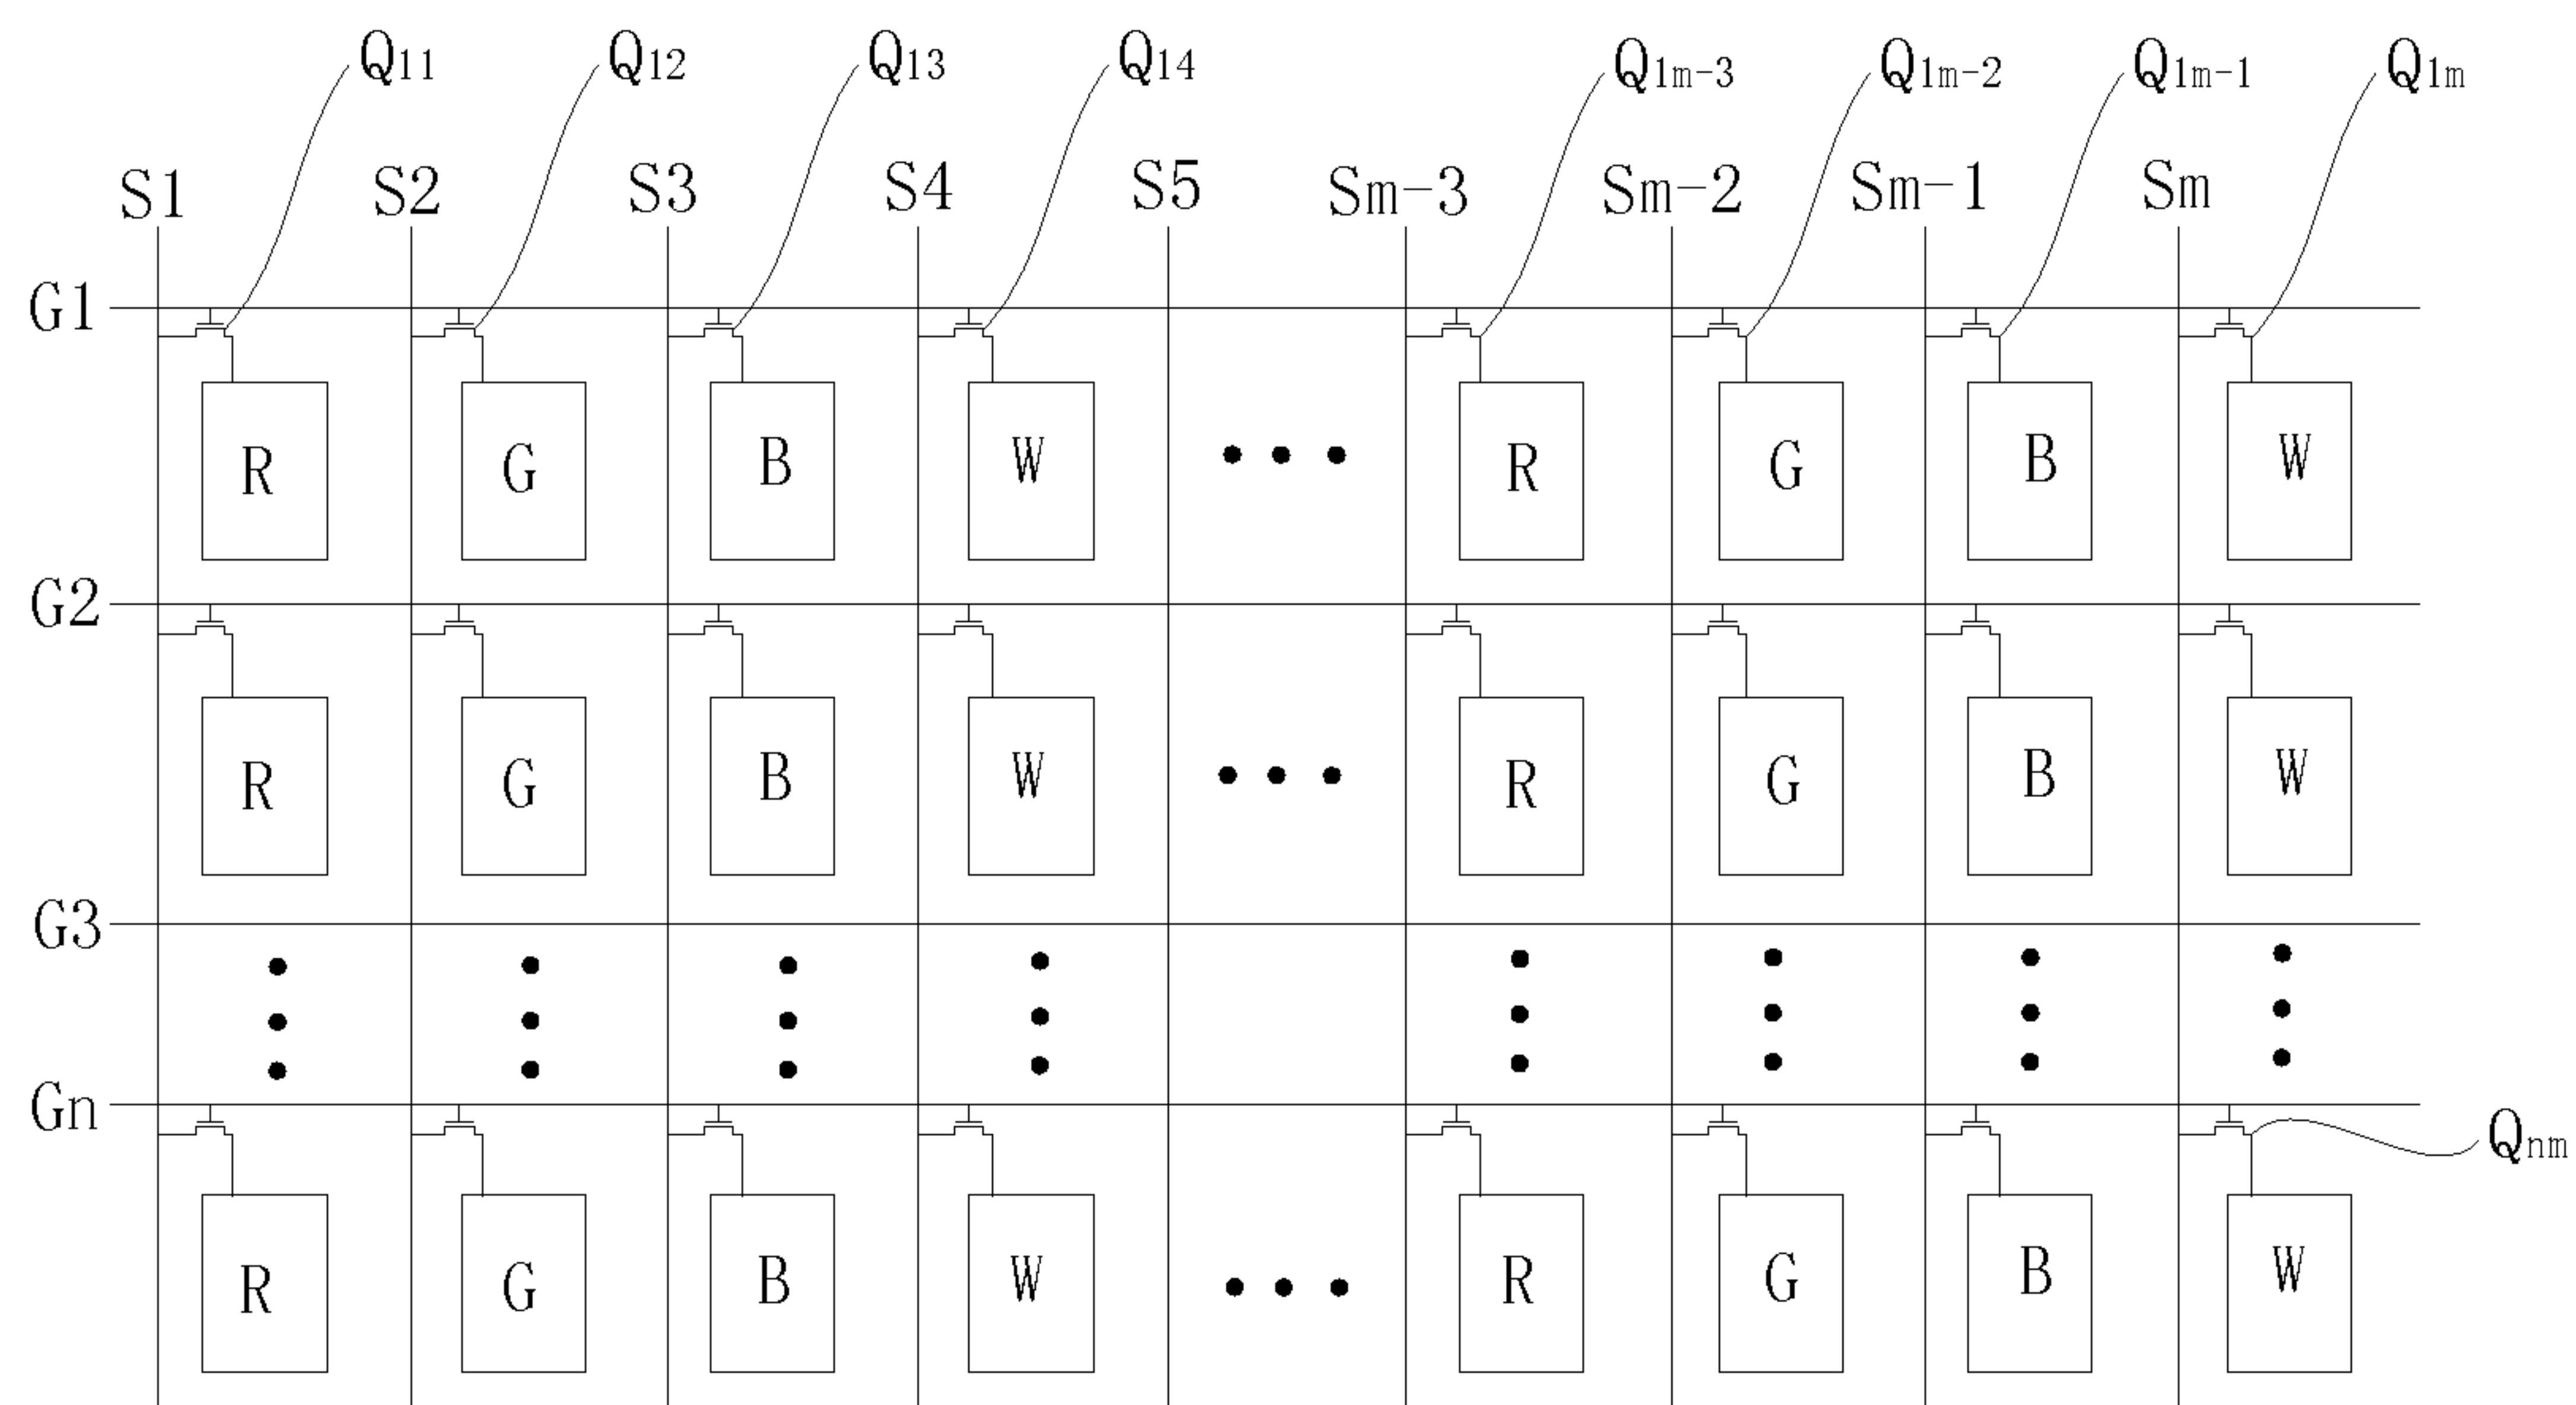 Q11 Q12 Q13 Q14 Q1m-3 Q1m-2 Q1m-1 Q1m
S1 S2 S3 S4 S5 Sm-3 Sm-2 Sm-1 Sm
G1
R G B W R G B W
G2
R G B W R G B W
G3
Gn
Qnm
R G B W R G B W